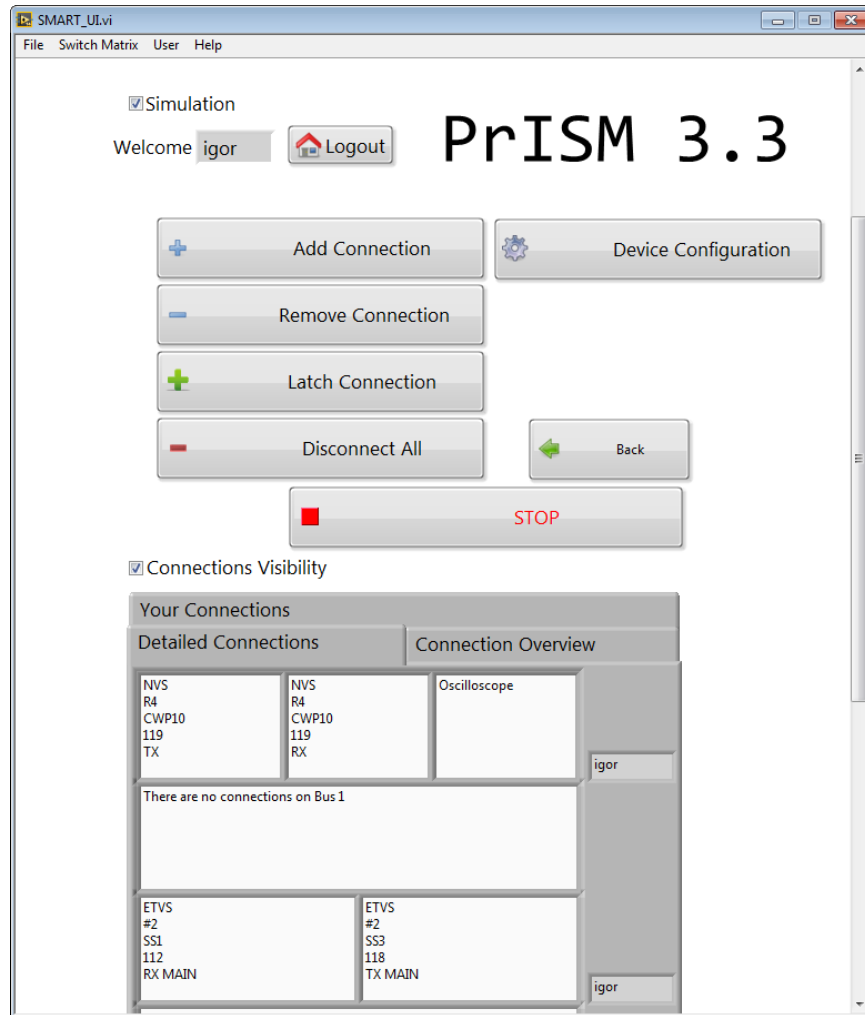 SMART_UI.vi
File Switch Matrix User Help
Simulation
Welcome igor Logout
PrISM 3.3
Add Connection
Device Configuration
Remove Connection
Latch Connection
Disconnect All
Back
STOP
Connections Visibility
Your Connections
Detailed Connections
Connection Overview
NVS
R4
CWP10
119
TX
NVS
R4
CWP10
119
RX
Oscilloscope
igor
There are no connections on Bus 1
ETVS
#2
SS1
112
RX MAIN
ETVS
#2
SS3
118
TX MAIN
igor